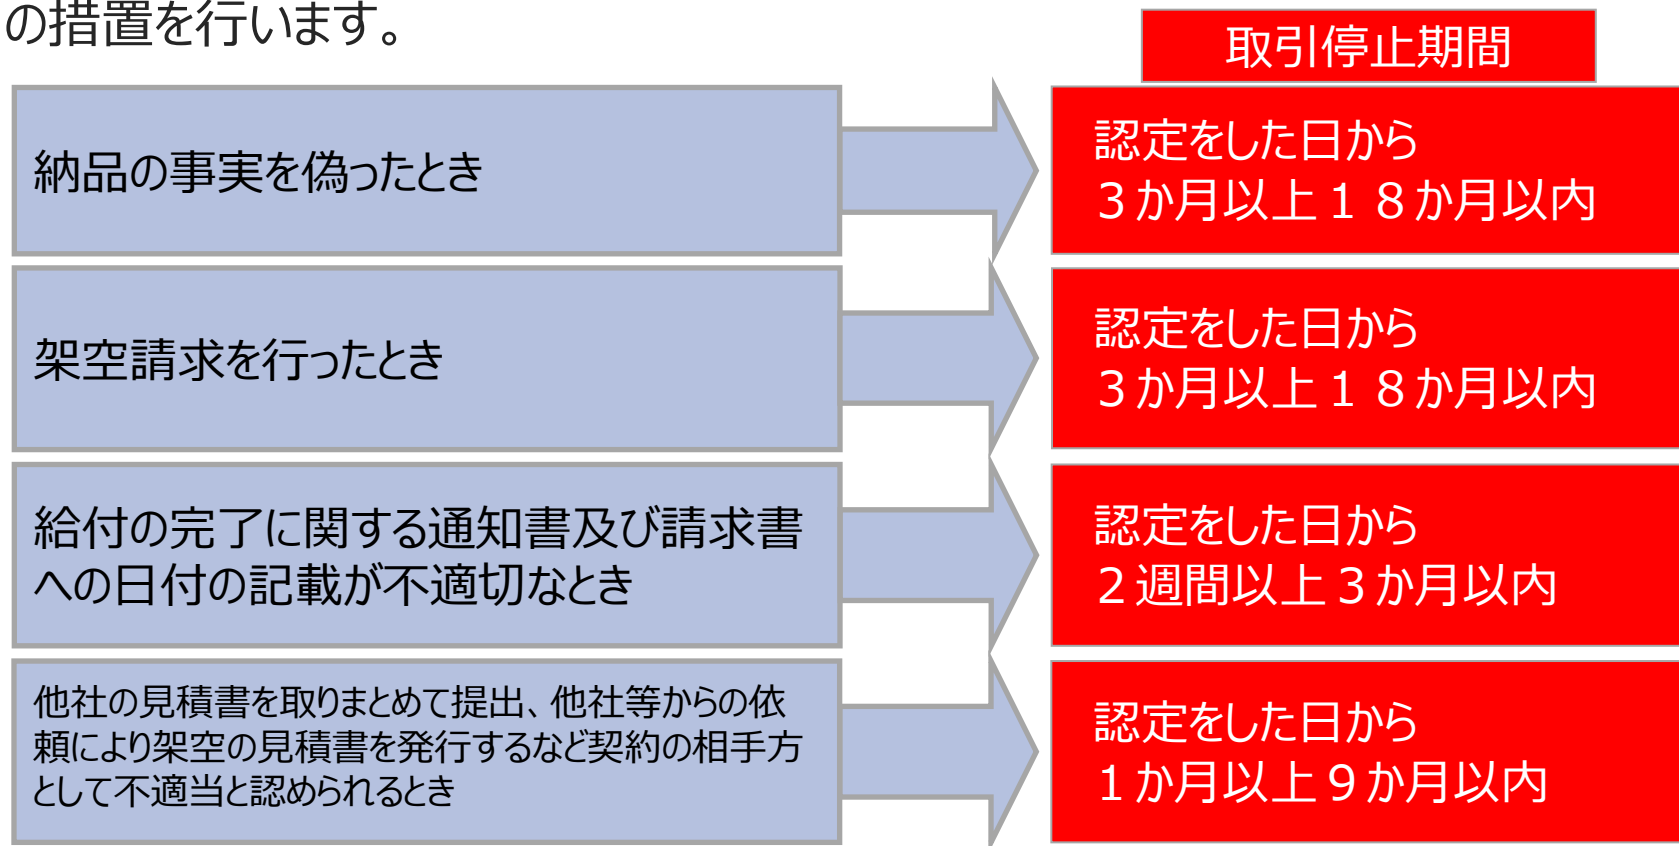 の措置を行います。
取引停止期間
納品の事実を偽ったとき
認定をした日から
３か月以上１８か月以内
架空請求を行ったとき
認定をした日から
３か月以上１８か月以内
給付の完了に関する通知書及び請求書
への日付の記載が不適切なとき
認定をした日から
２週間以上３か月以内
他社の見積書を取りまとめて提出、他社等からの依
頼により架空の見積書を発行するなど契約の相手方
として不適当と認められるとき
認定をした日から
１か月以上９か月以内